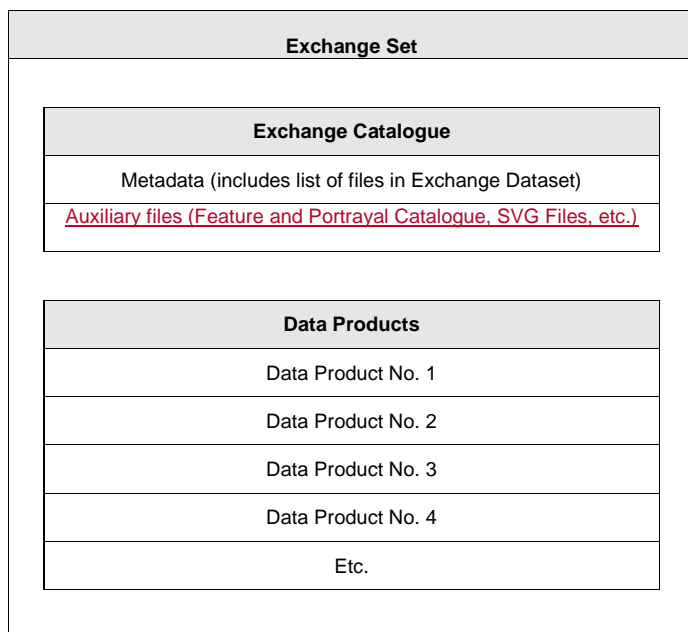 Exchange Set
Exchange Catalogue
Metadata (includes list of files in Exchange Dataset)
Auxiliary files (Feature and Portrayal Catalogue, SVG Files, etc.)
Data Products
Data Product No. 1
Data Product No. 2
Data Product No. 3
Data Product No. 4
Etc.